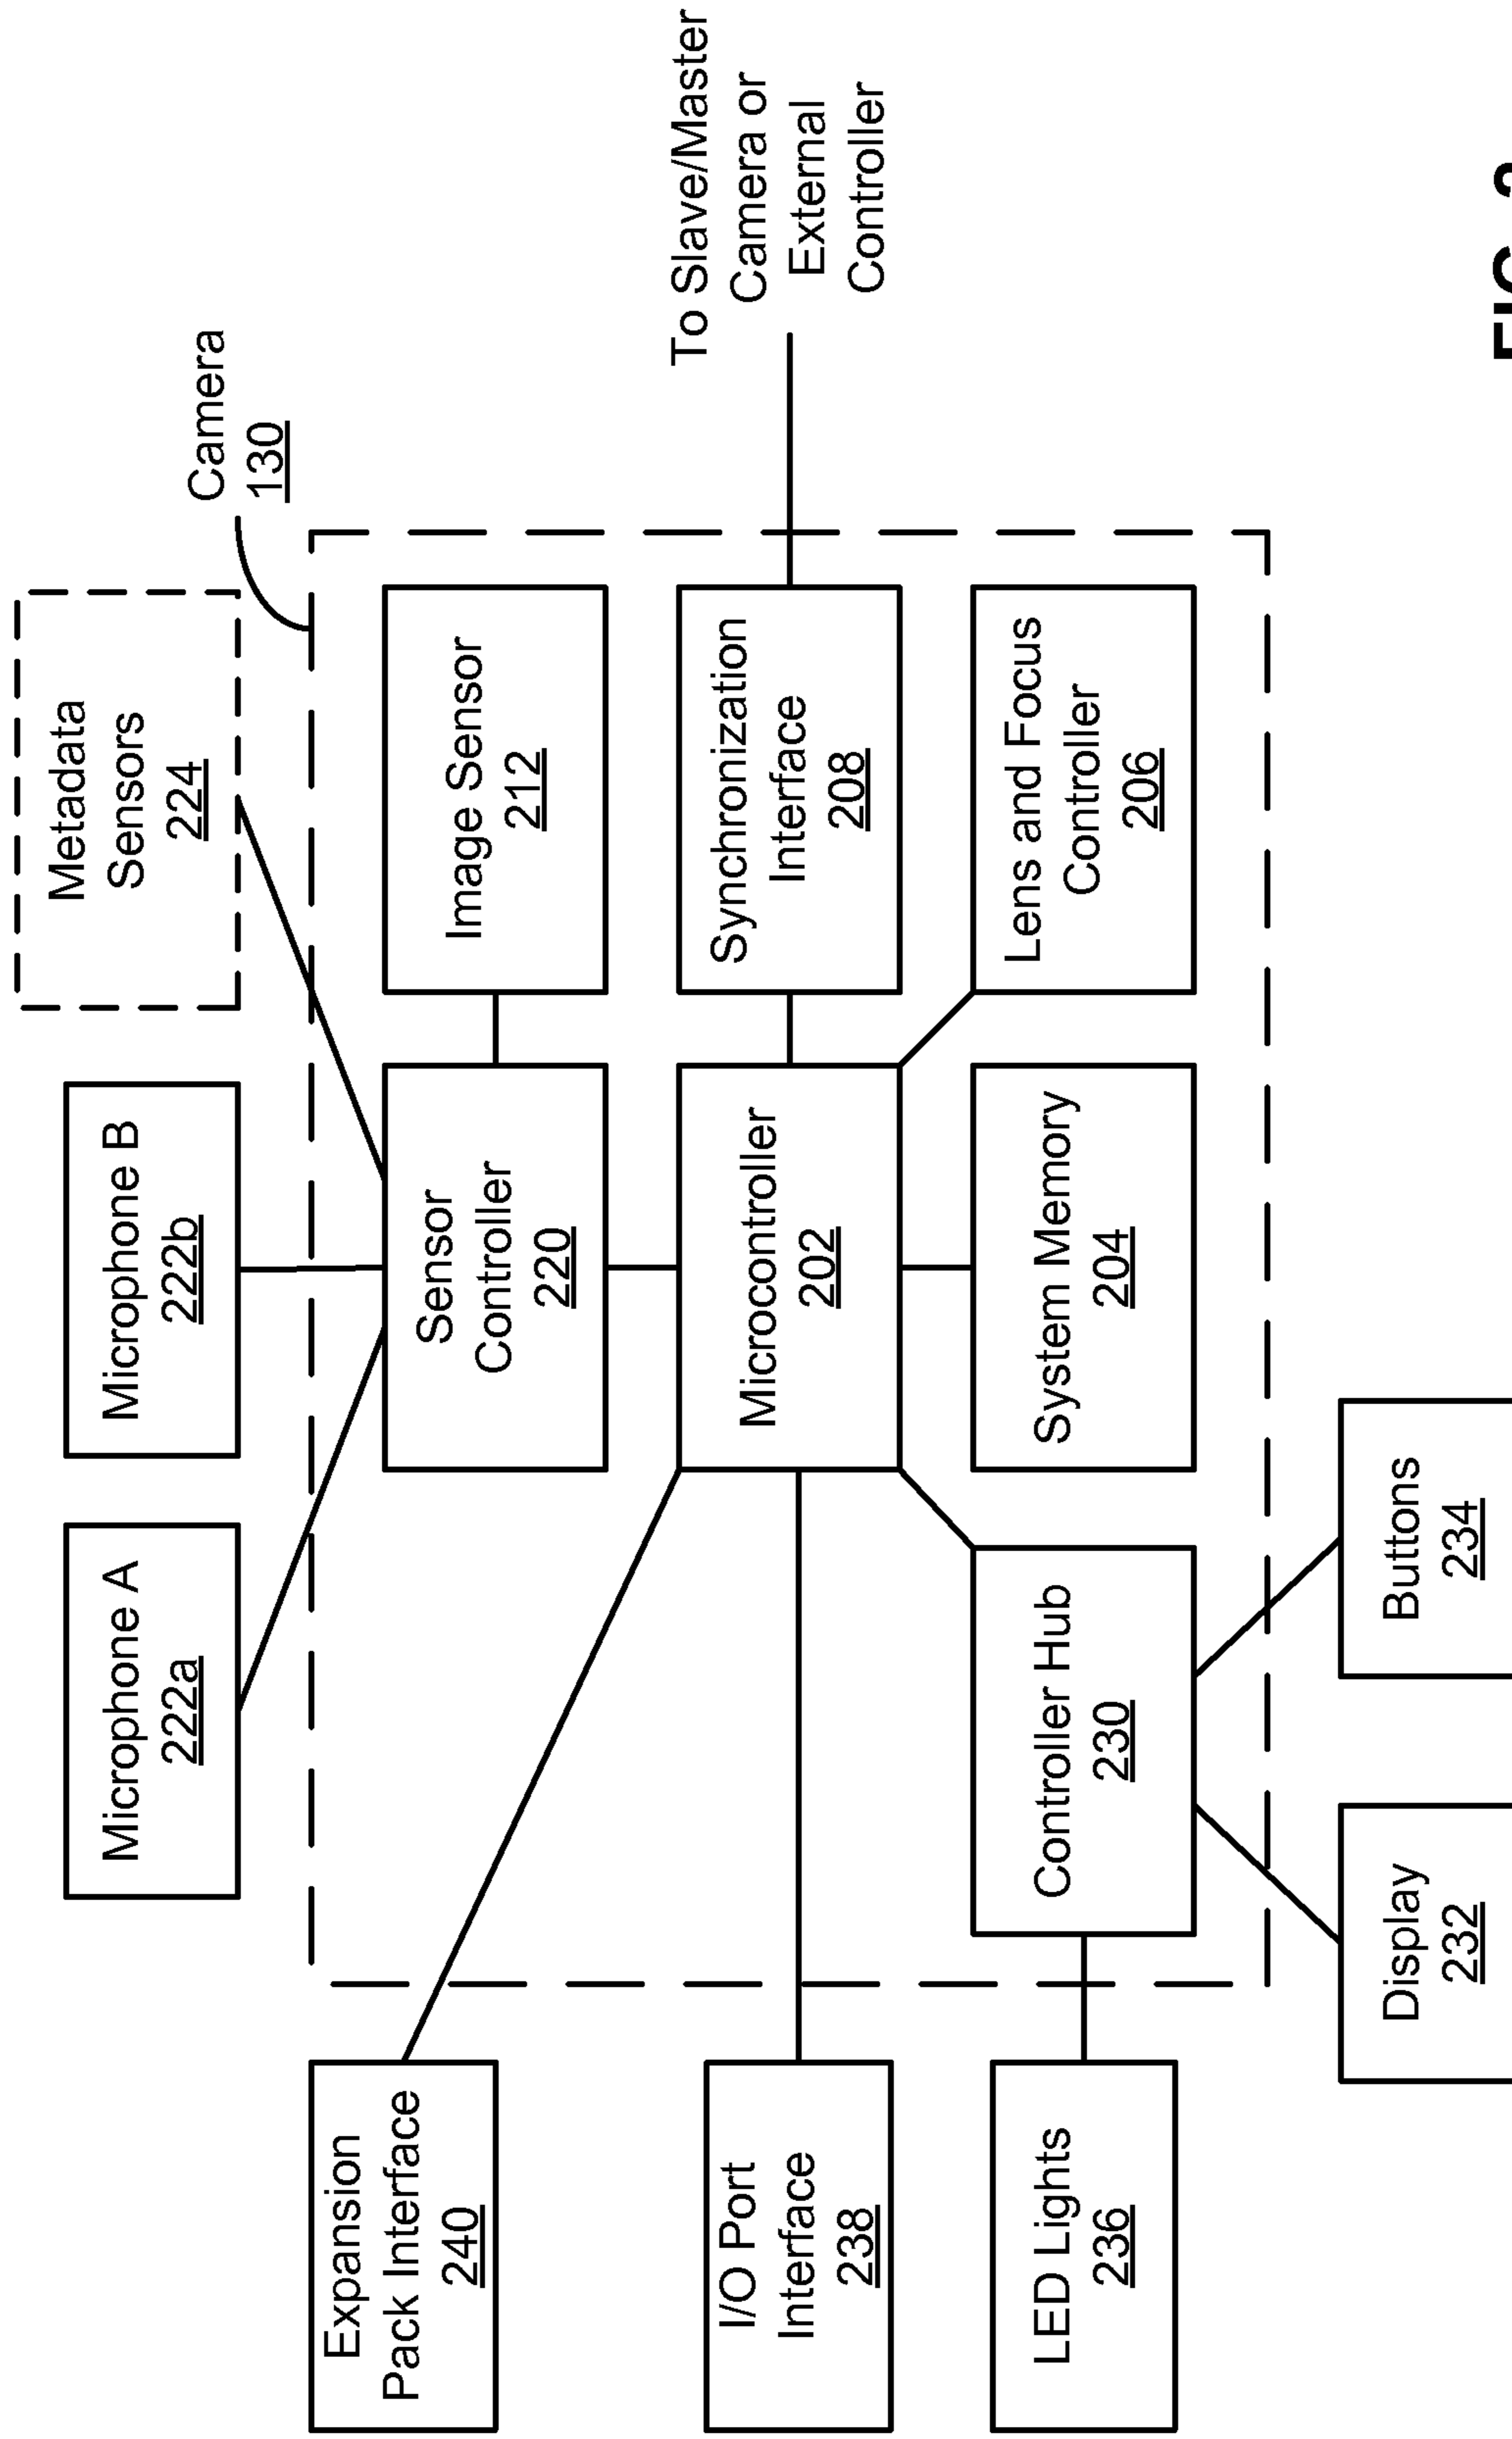 Microphone A
222a
Microphone B
222b
Metadata
Sensors
224
Camera
130
Expansion
Pack Interface
240
Sensor
Controller
220
Image Sensor
212
I/O Port
Interface
238
Microcontroller
202
Synchronization
Interface
208
To Slave/Master
Camera or
External
Controller
LED Lights
236
Controller Hub
230
System Memory
204
Lens and Focus
Controller
206
Display
232
Buttons
234